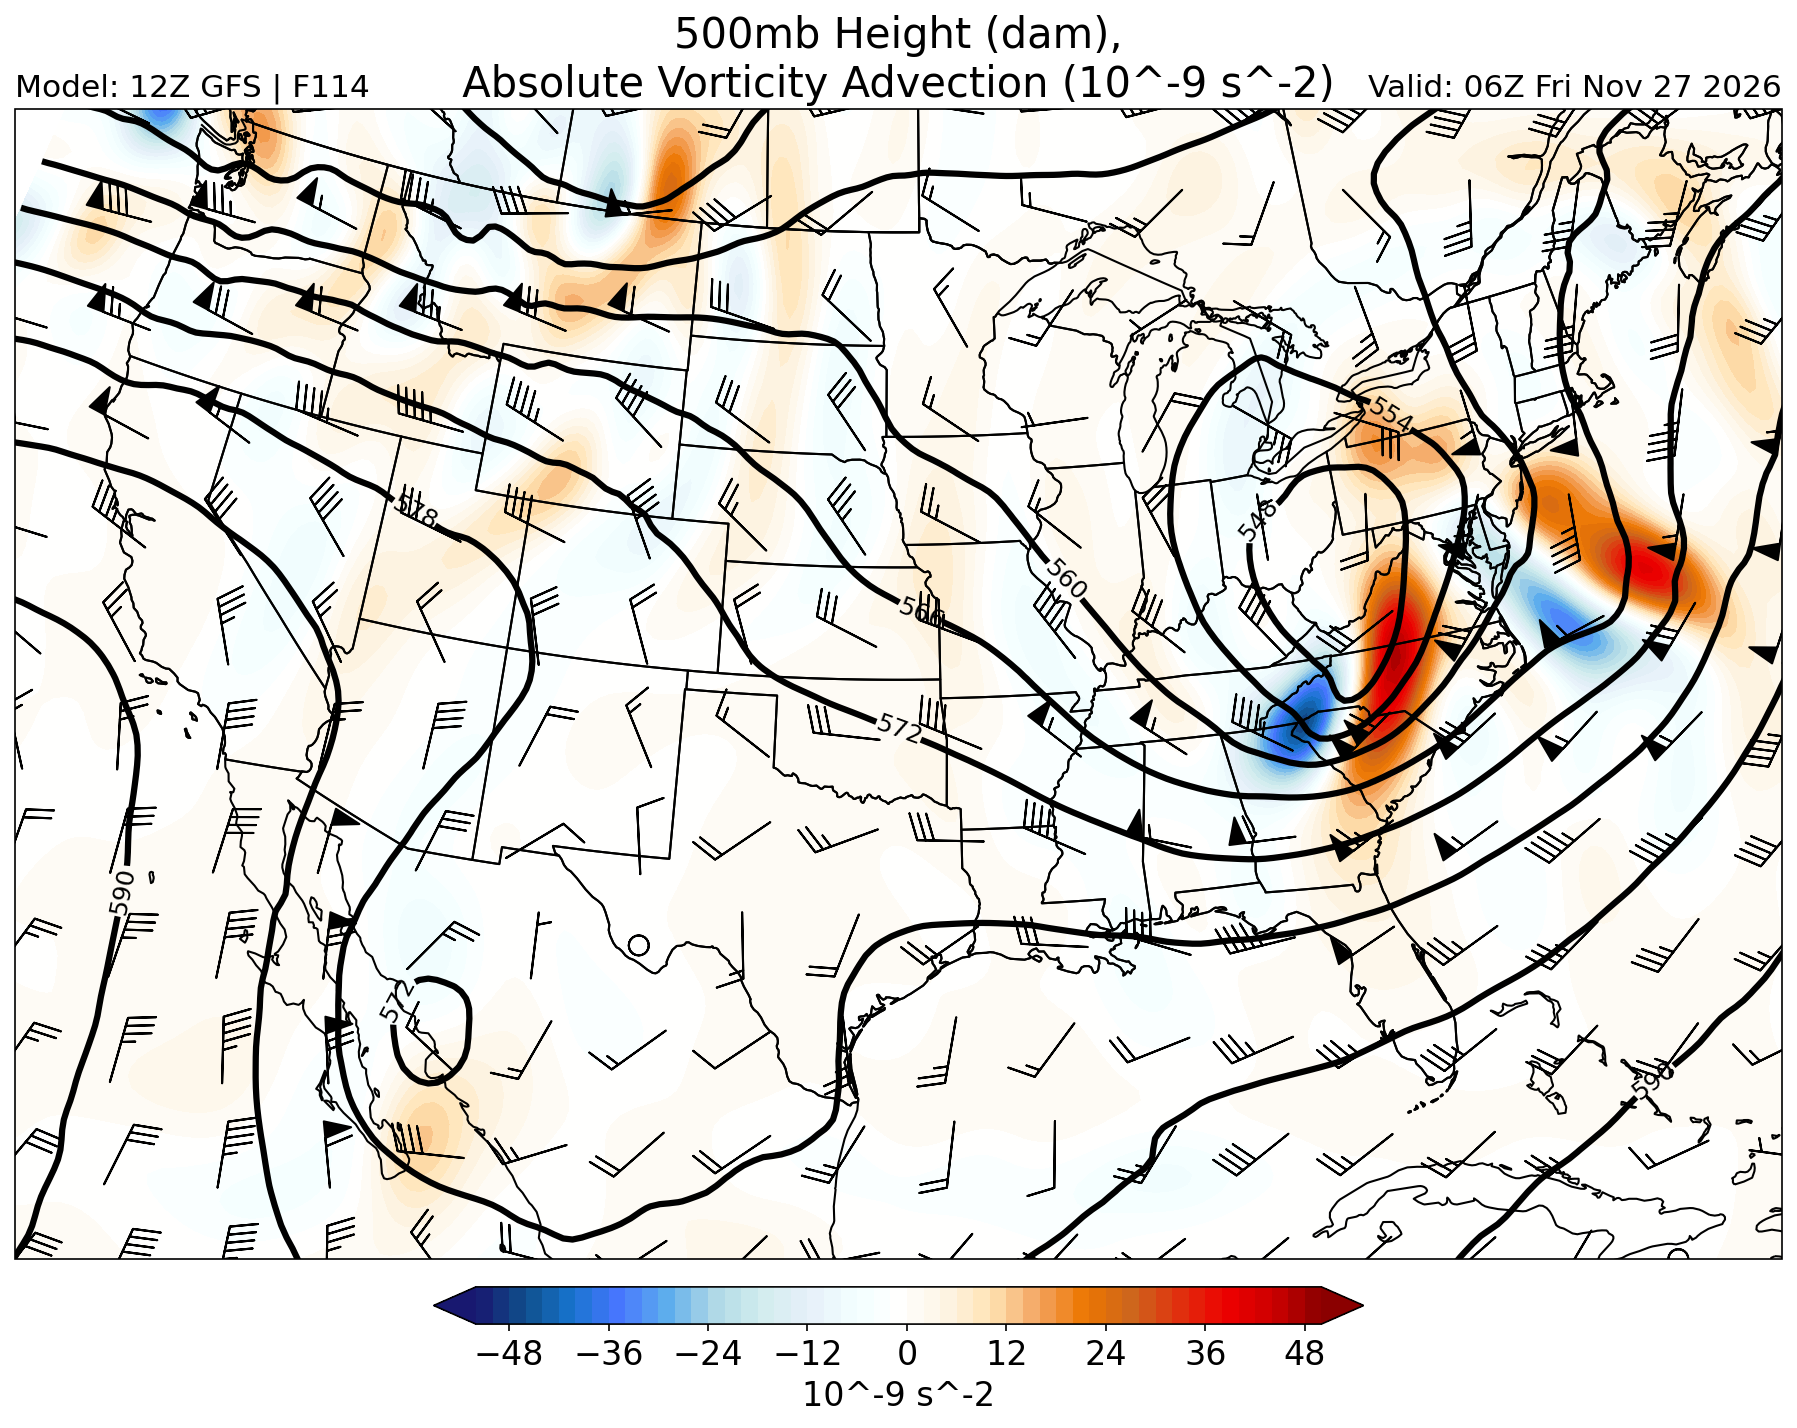 500mb Height (dam),
Model: 12Z GFS | F114
Absolute Vorticity Advection (10^-9 s^-2)
Valid: 06Z Fri Nov 27 2026
554
578
548
560
566
572
590
572
590
−48 −36 −24 −12 0 12 24 36 48
10^-9 s^-2